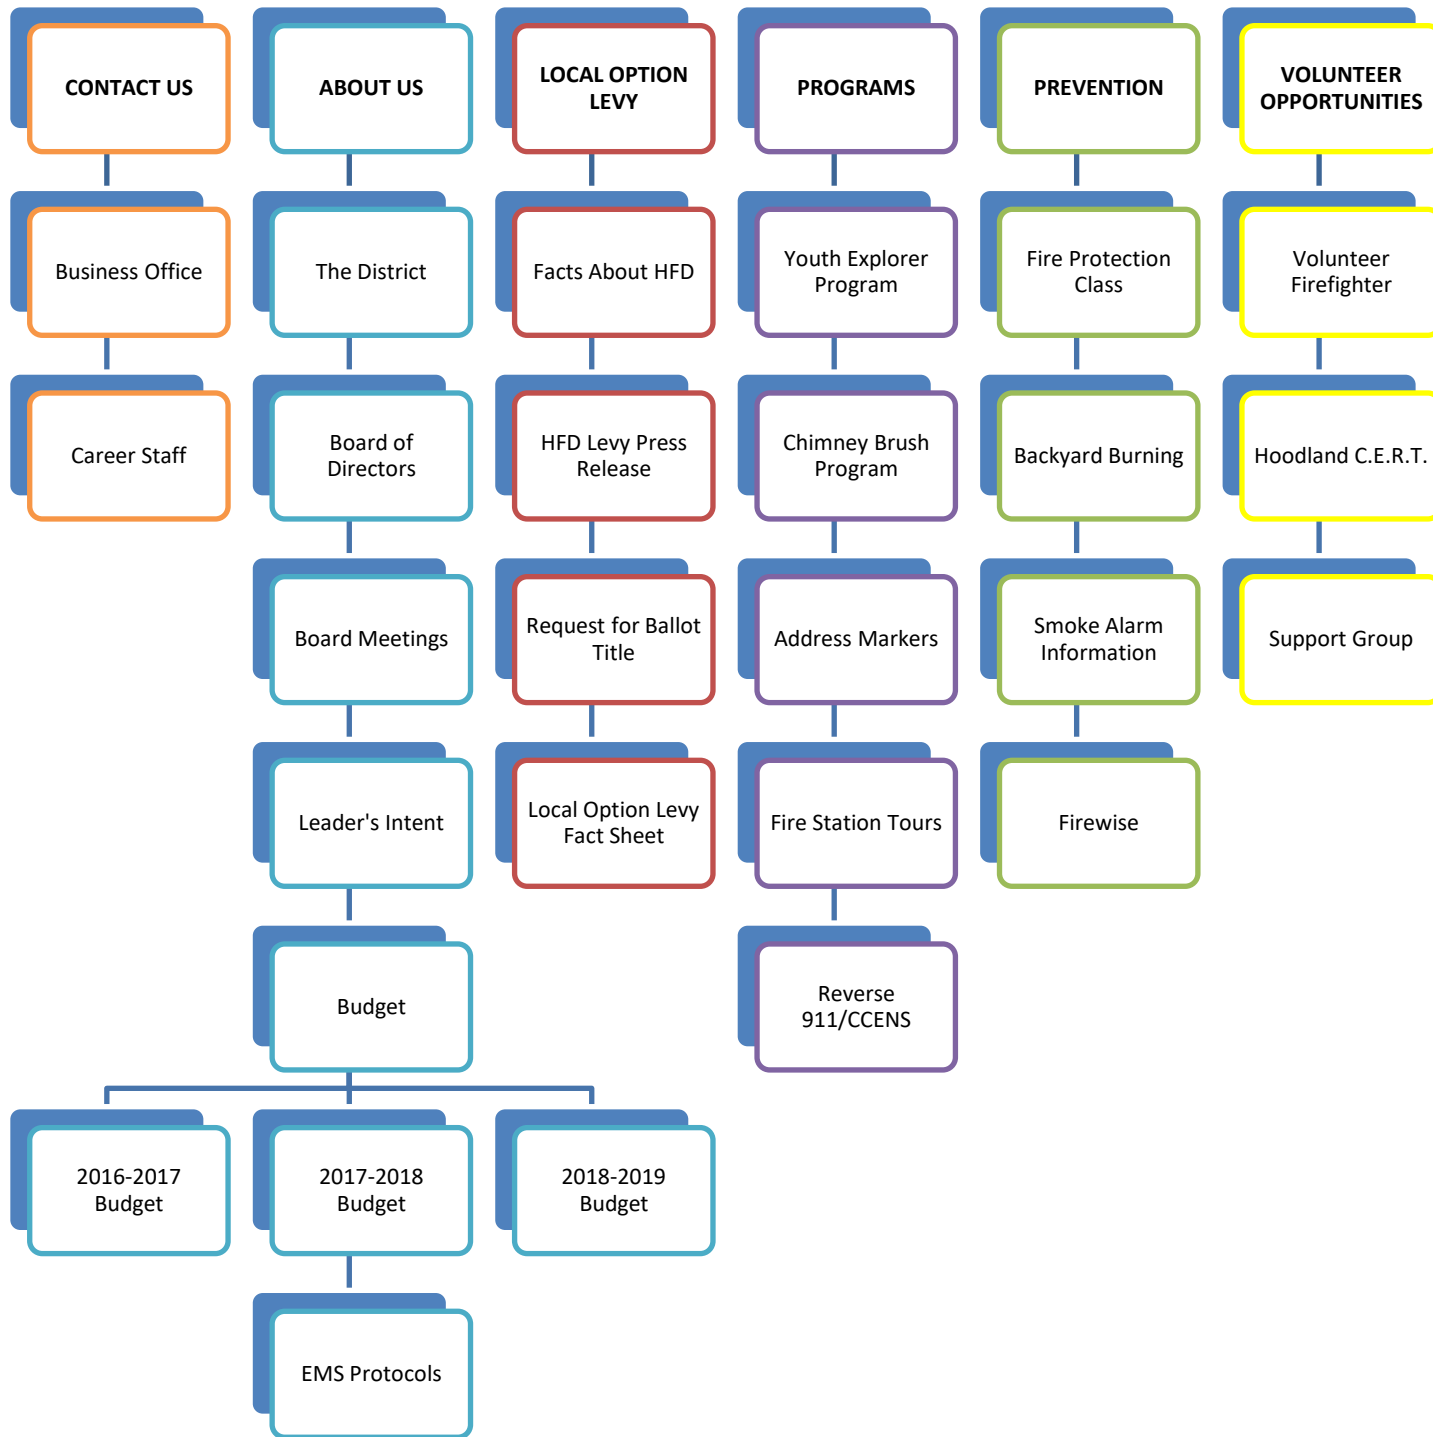 CONTACT US
ABOUT US
LOCAL OPTION
LEVY
PROGRAMS
PREVENTION
VOLUNTEER
OPPORTUNITIES
Business Office
The District
Facts About HFD
Youth Explorer
Program
Fire Protection
Class
Volunteer
Firefighter
Career Staff
Board of
Directors
HFD Levy Press
Release
Chimney Brush
Program
Backyard Burning
Hoodland C.E.R.T.
Board Meetings
Request for Ballot
Title
Address Markers
Smoke Alarm
Information
Support Group
Leader's Intent
Local Option Levy
Fact Sheet
Fire Station Tours
Firewise
Budget
Reverse
911/CCENS
2016-2017
Budget
2017-2018
Budget
2018-2019
Budget
EMS Protocols